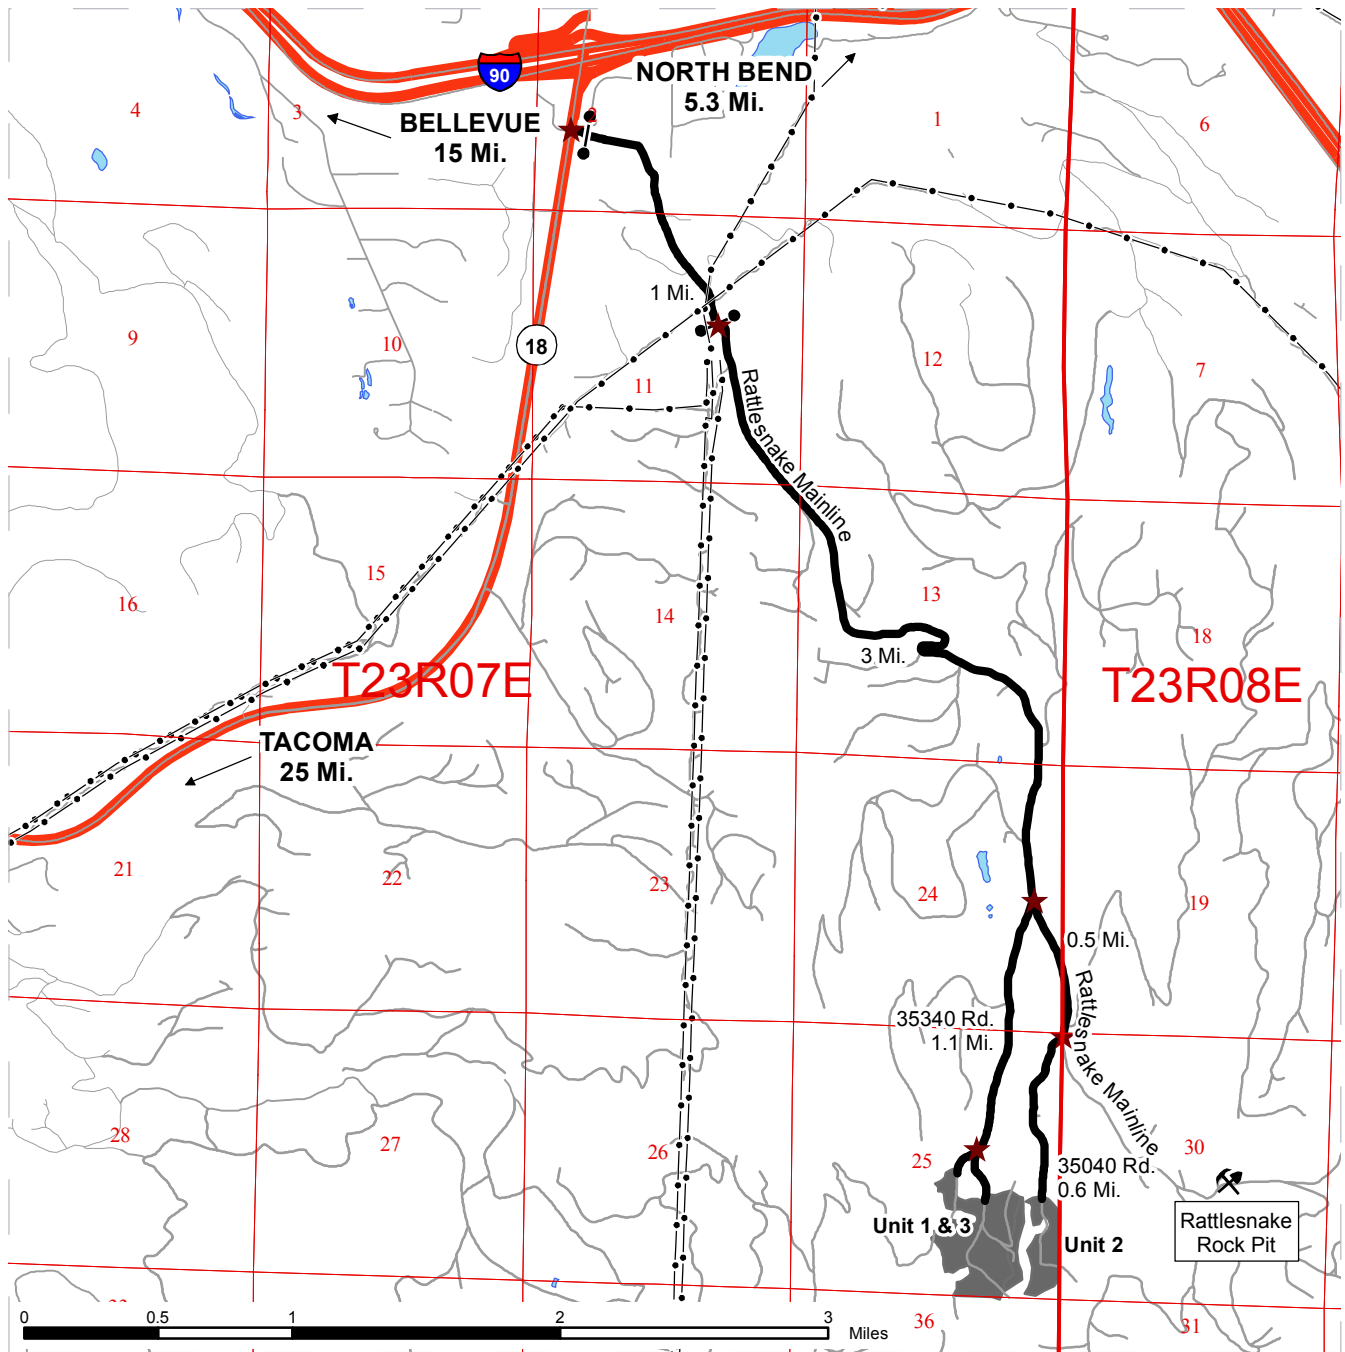 90
NORTH BEND
5.3 Mi.
4
3
BELLEVUE
15 Mi.
2
1
6
1 Mi.
9
10
18
11
12
7
Rattlesnake Mainline
15
16
14
13
18
3 Mi.
T23R07E
T23R08E
TACOMA
25 Mi.
21
22
23
24
19
0.5 Mi.
Rattlesnake Mainline
35340 Rd.
1.1 Mi.
28
27
26
25
30
35040 Rd.
0.6 Mi.
Unit 1 & 3
Unit 2
Rattlesnake
Rock Pit
36
31
0
0.5
1
2
3
Miles